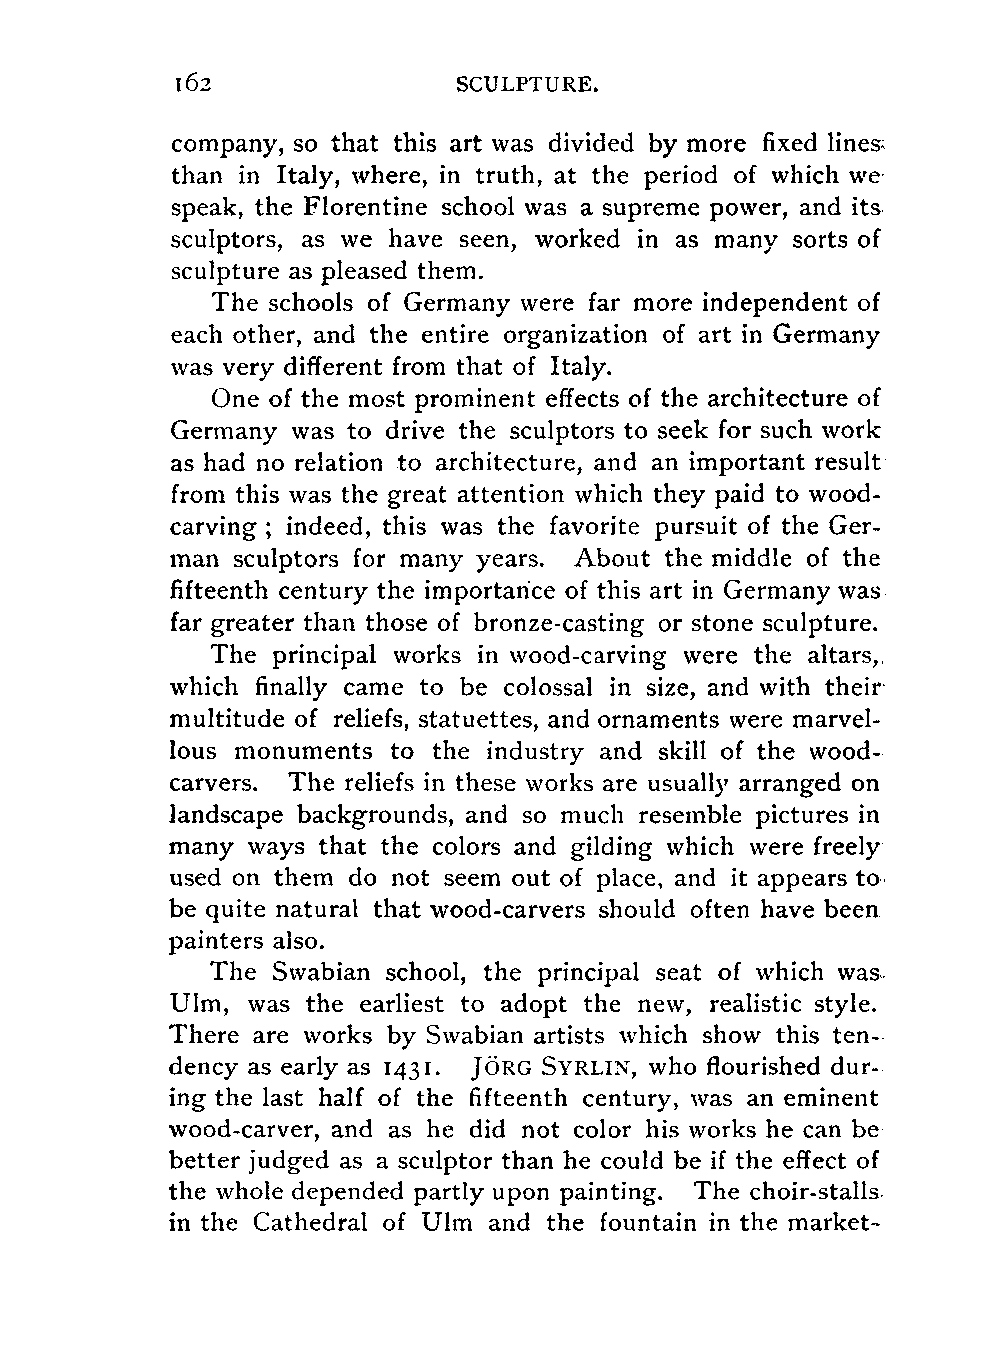 162 SCULPTURE.
company, so that this art was divided by more fixed lines
than in Italy, where, in truth, at the period of which we
speak, the Florentine school was a supreme power, and its
sculptors, as we have seen, worked in as many sorts of
sculpture as pleased them.
The schools of Germany were far more independent of
each other, and the entire organization of art in Germany
was very different from that of Italy.
One of the most prominent effects of the architecture of
Germany was to drive the sculptors to seek for such work
as had no relation to architecture, and an important result
from this was the great attention which they paid to wood-
carving ; indeed, this was the favorite pursuit of the Ger-
man sculptors for many years. About the middle of the
fifteenth century the importance of this art in Germany was
far greater than those of bronze-casting or stone sculpture.
The principal works in wood-carving were the altars,
which finally came to be colossal in size, and with their
multitude of reliefs, statuettes, and ornaments were marvel-
lous monuments to the industry and skill of the wood-
carvers. The reliefs in these works are usually arranged on
landscape backgrounds, and so much resemble pictures in
many ways that the colors and gilding which were freely
used on them do not seem out of place, and it appears to
be quite natural that wood-carvers should often have been
painters also.
The Swabian school, the principal seat of which was
Ulm, was the earliest to adopt the new, realistic style.
There are works by Swabian artists which show this ten-
dency as early as 1431. JÖRG SYRLIN, who flourished dur-
ing the last half of the fifteenth century, was an eminent
wood-carver, and as he did not color his works he can be
better judged as a sculptor than he could be if the effect of
the whole depended partly upon painting. The choir-stalls
in the Cathedral of Ulm and the fountain in the market-